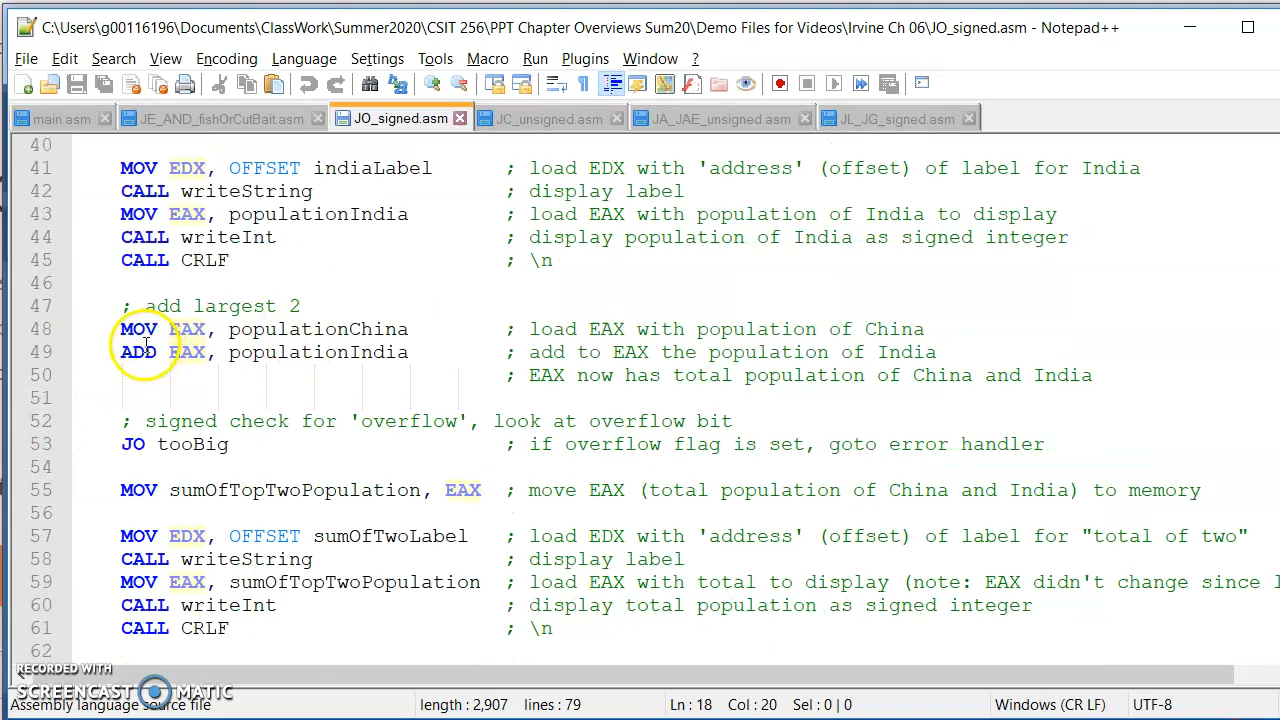 C:\Users\g00116196\Documents\ClassWork\Summer2020\CSIT 256\PPT Chapter Overviews Sum20\Demo Files for Videos\Irvine Ch 06\JO_signed.asm - Notepad++
File Edit Search View Encoding Language Settings Tools Macro Run Plugins Window ?
main.asm JE_AND_fishOrCutBait.asm JO_signed.asm JC_unsigned.asm JA_JAE_unsigned.asm JL_JG_signed.asm
40
41 MOV EDX, OFFSET indiaLabel ; load EDX with 'address' (offset) of label for India
42 CALL writeString ; display label
43 MOV EAX, populationIndia ; load EAX with population of India to display
44 CALL writeInt ; display population of India as signed integer
45 CALL CRLF ; \n
46
47 ; add largest 2
48 MOV EAX, populationChina ; load EAX with population of China
49 ADD EAX, populationIndia ; add to EAX the population of India
50 ; EAX now has total population of China and India
51
52 ; signed check for 'overflow', look at overflow bit
53 JO tooBig ; if overflow flag is set, goto error handler
54
55 MOV sumOfTopTwoPopulation, EAX ; move EAX (total population of China and India) to memory
56
57 MOV EDX, OFFSET sumOfTwoLabel ; load EDX with 'address' (offset) of label for "total of two"
58 CALL writeString ; display label
59 MOV EAX, sumOfTopTwoPopulation ; load EAX with total to display (note: EAX didn't change since
60 CALL writeInt ; display total population as signed integer
61 CALL CRLF ; \n
62
RECORDED WITH
SCREENCAST MATIC
Assembly language source file length : 2,907 lines : 79 Ln : 18 Col : 20 Sel : 0 | 0 Windows (CR LF) UTF-8